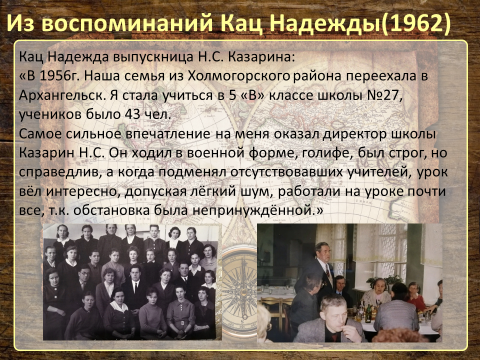 Из воспоминаний Кац Надежды(1962)
Кац Надежда выпускница Н.С. Казарина:
«В 1956г. Наша семья из Холмогорского района переехала в
Архангельск. Я стала учиться в 5 «В» классе школы №27,
учеников было 43 чел.
Самое сильное впечатление на меня оказал директор школы
Казарин Н.С. Он ходил в военной форме, голифе, был строг, но
справедлив, а когда подменял отсутствовавших учителей, урок
вёл интересно, допуская лёгкий шум, работали на уроке почти
все, т.к. обстановка была непринуждённой.»